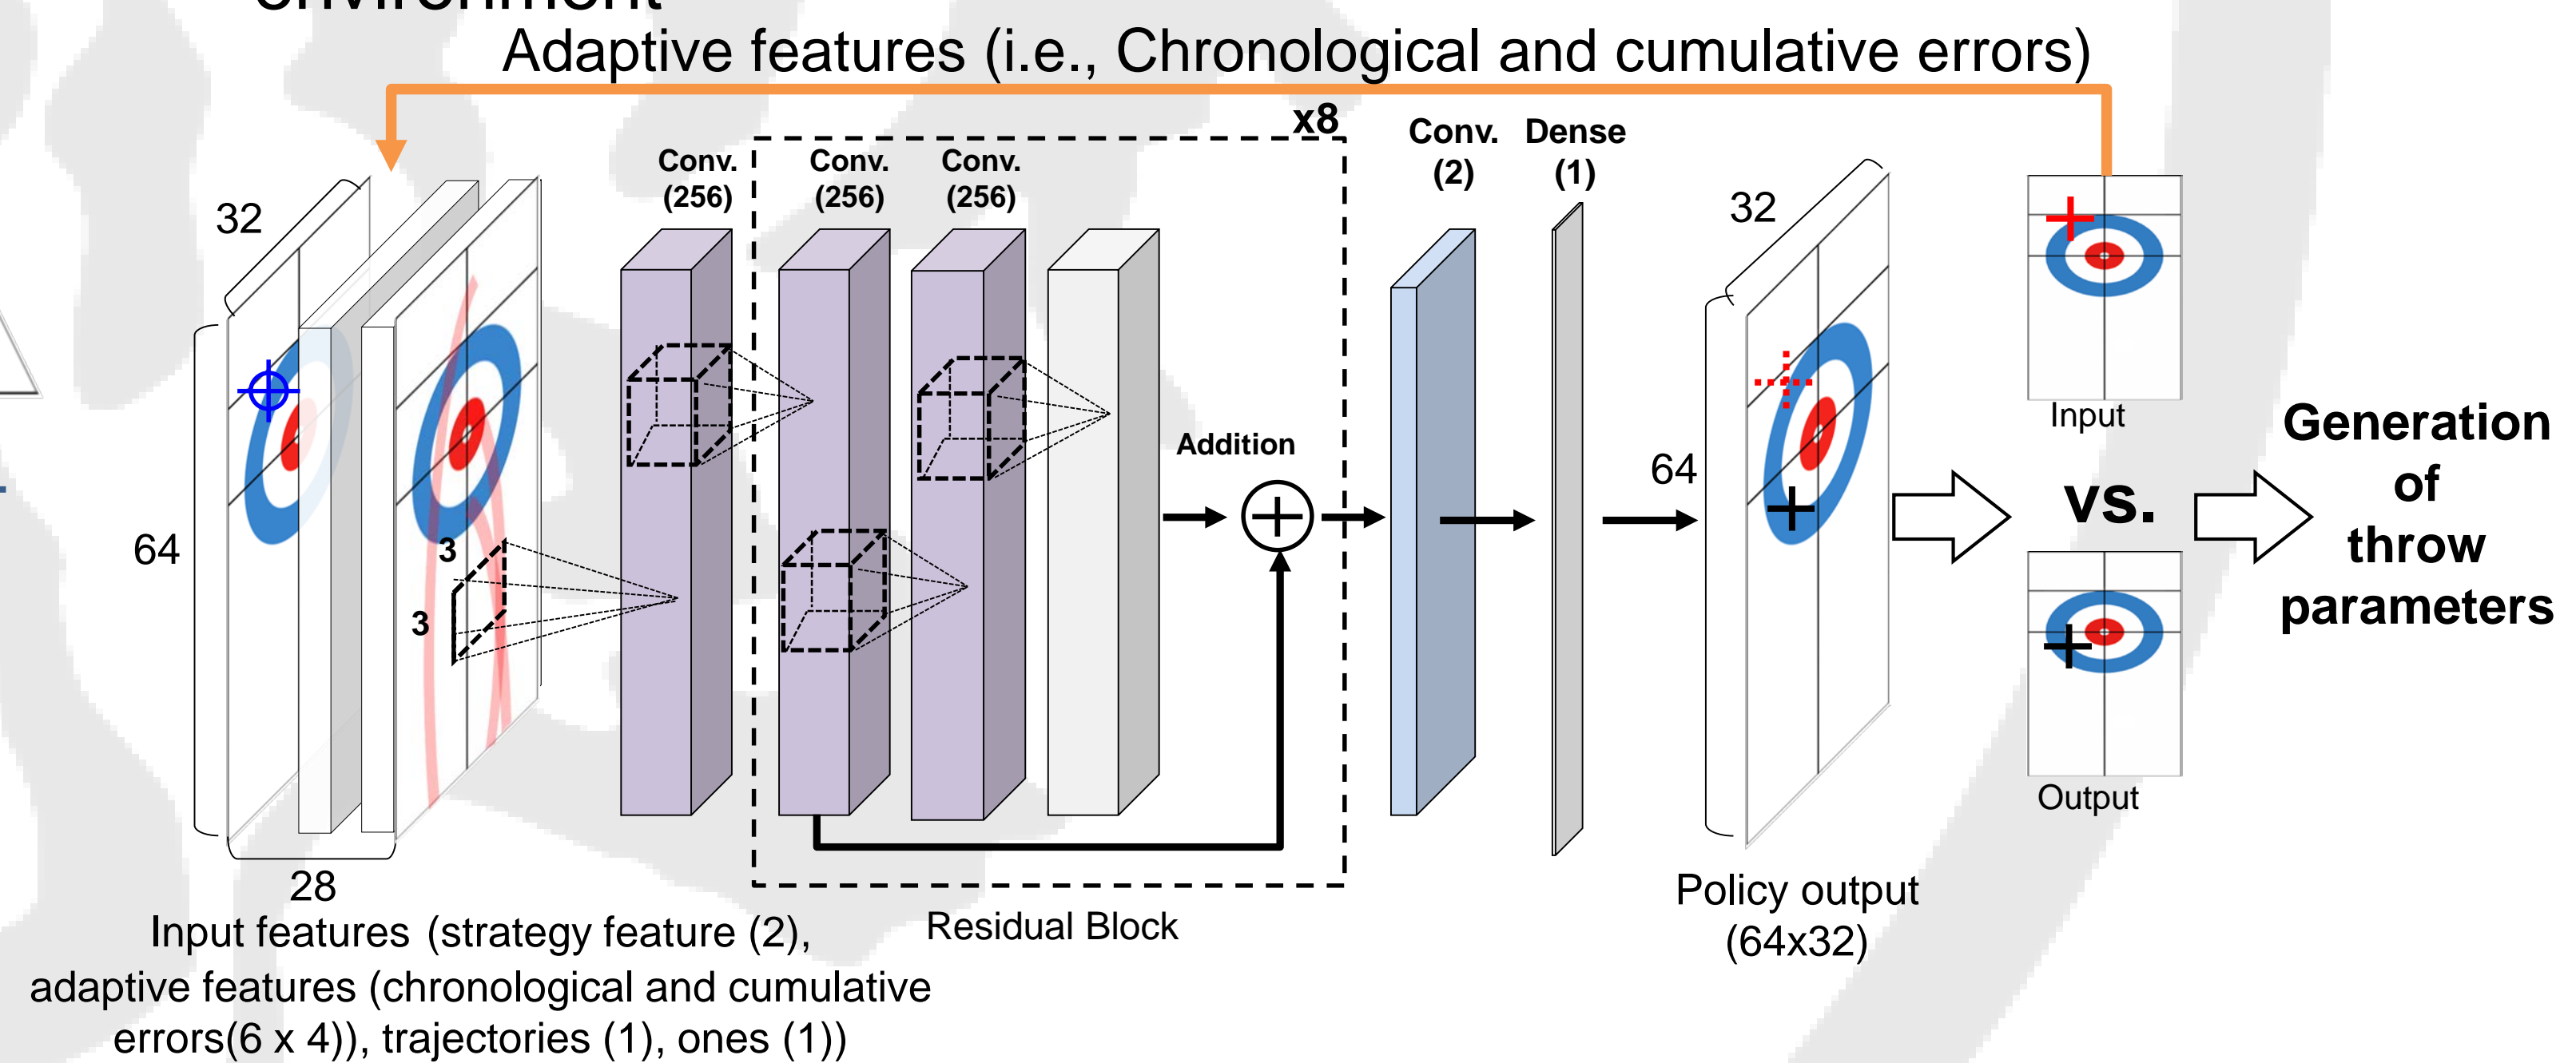 environment
Adaptive features (i.e., Chronological and cumulative errors)
x8
Conv.
(256)
Conv.
(256)
Conv.
(256)
Conv.
(2)
Dense
(1)
32
64
3
3
28
Addition
32
64
Input
vs.
Output
Generation
of
throw
parameters
Residual Block
Policy output
(64x32)
Input features (strategy feature (2),
adaptive features (chronological and cumulative
errors(6 x 4)), trajectories (1), ones (1))